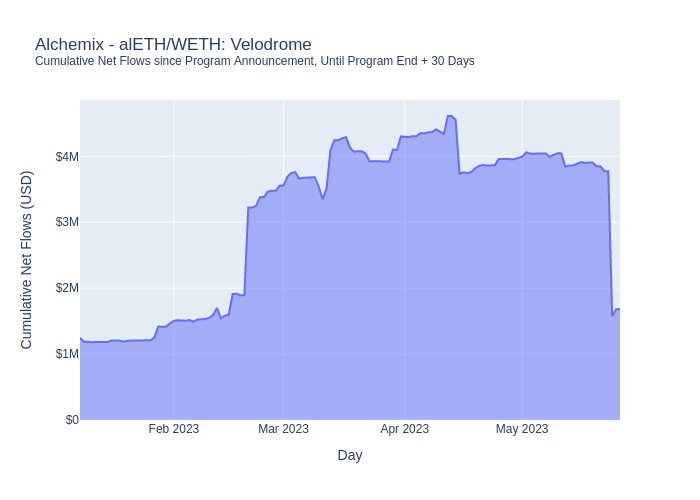 Alchemix - alETH/WETH: Velodrome
Cumulative Net Flows since Program Announcement, Until Program End + 30 Days
Cumulative Net Flows (USD)
$4M
$3M
$2M
$1M
$0
Feb 2023
Mar 2023
Apr 2023
May 2023
Day